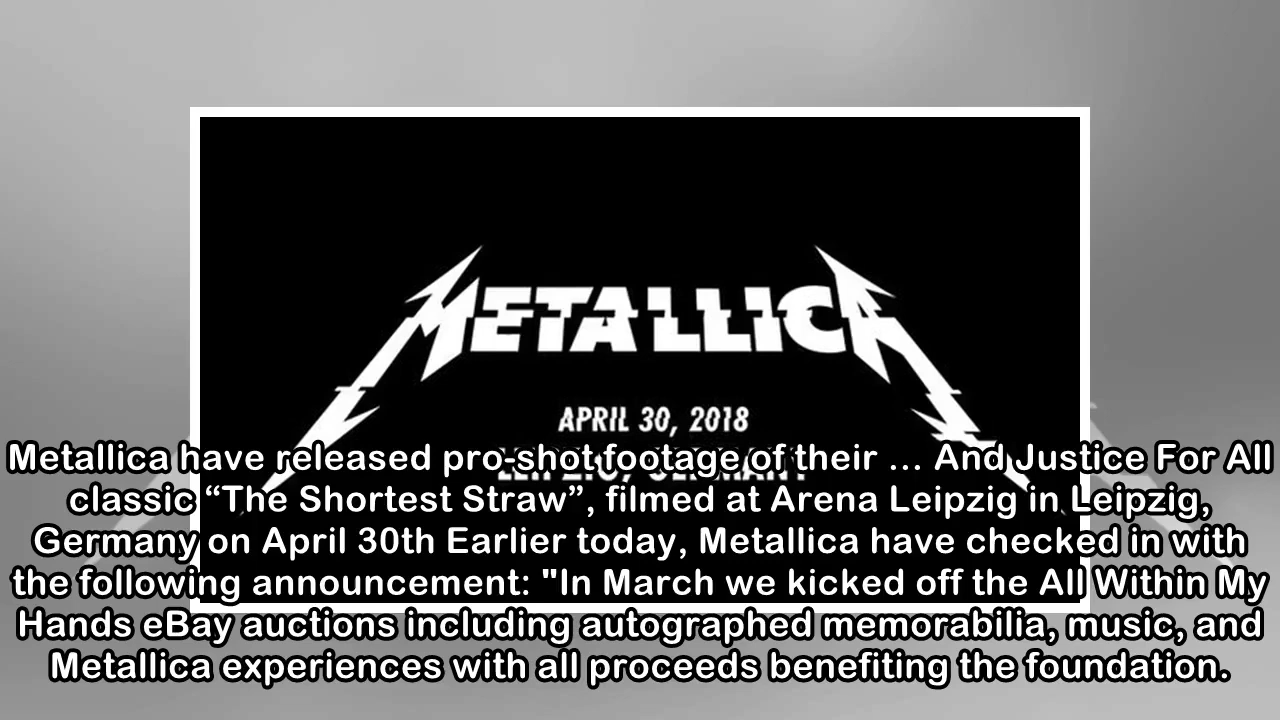 METALLICA
APRIL 30, 2018
LEIPZIG, GERMANY
Metallica have released pro-shot footage of their … And Justice For All
classic “The Shortest Straw”, filmed at Arena Leipzig in Leipzig,
Germany on April 30th Earlier today, Metallica have checked in with
the following announcement: "In March we kicked off the All Within My
Hands eBay auctions including autographed memorabilia, music, and
Metallica experiences with all proceeds benefiting the foundation.